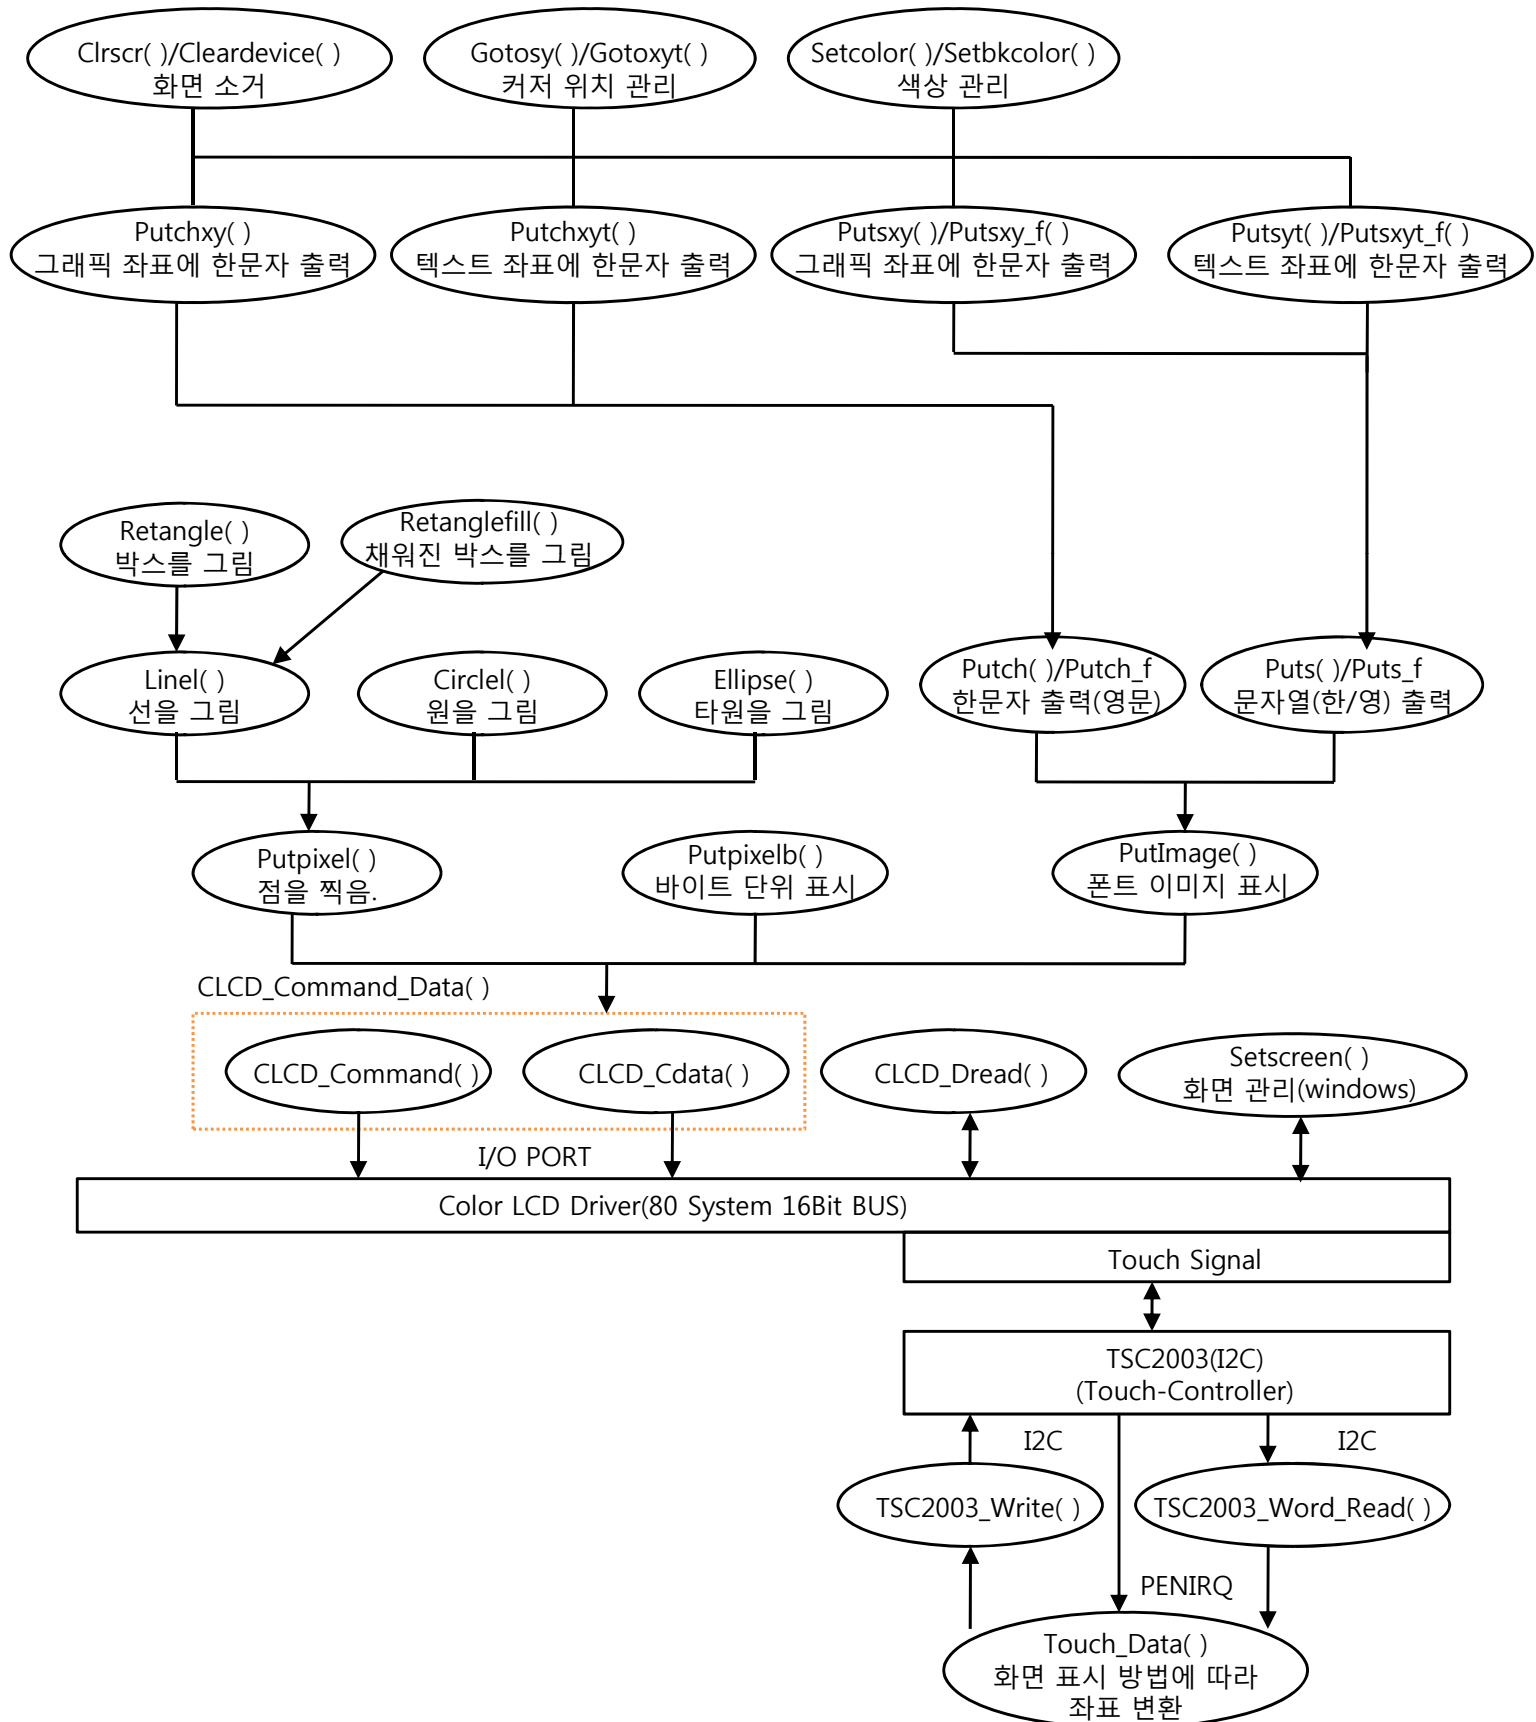 Clrscr( )/Cleardevice( )
화면 소거
Gotosy( )/Gotoxyt( )
커저 위치 관리
Setcolor( )/Setbkcolor( )
색상 관리
Putchxy( )
그래픽 좌표에 한문자 출력
Putchxyt( )
텍스트 좌표에 한문자 출력
Putsxy( )/Putsxy_f( )
그래픽 좌표에 한문자 출력
Putsyt( )/Putsxyt_f( )
텍스트 좌표에 한문자 출력
Retangle( )
박스를 그림
Retanglefill( )
채워진 박스를 그림
Linel( )
선을 그림
Circlel( )
원을 그림
Ellipse( )
타원을 그림
Putch( )/Putch_f
한문자 출력(영문)
Puts( )/Puts_f
문자열(한/영) 출력
Putpixel( )
점을 찍음.
Putpixelb( )
바이트 단위 표시
PutImage( )
폰트 이미지 표시
CLCD_Command_Data( )
CLCD_Command( )
CLCD_Cdata( )
CLCD_Dread( )
Setscreen( )
화면 관리(windows)
I/O PORT
Color LCD Driver(80 System 16Bit BUS)
Touch Signal
TSC2003(I2C)
(Touch-Controller)
I2C
I2C
TSC2003_Write( )
TSC2003_Word_Read( )
PENIRQ
Touch_Data( )
화면 표시 방법에 따라
좌표 변환